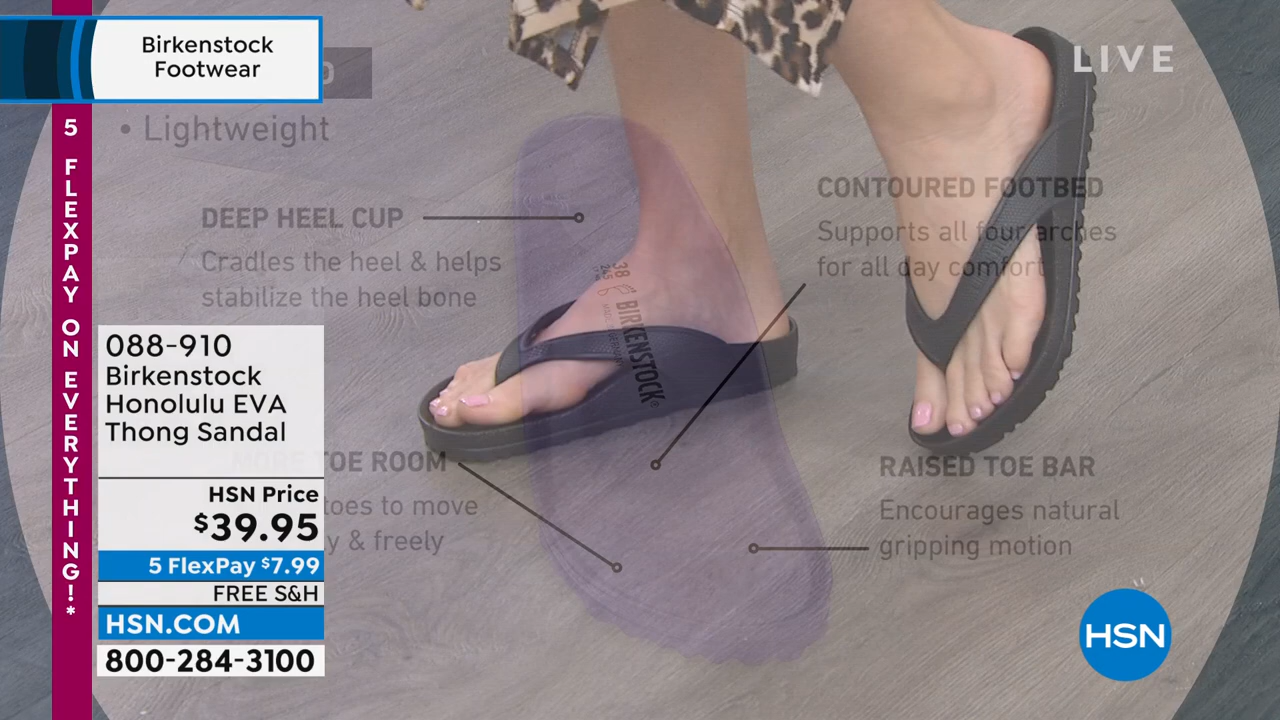 Birkenstock
Footwear
LIVE
5 FLEXPAY ON EVERYTHING!*
• Lightweight
DEEP HEEL CUP
Cradles the heel & helps
stabilize the heel bone
CONTOURED FOOTBED
Supports all four arches
for all day comfort
38
245
BIRKENSTOCK®
088-910
Birkenstock
Honolulu EVA
Thong Sandal
MORE TOE ROOM
toes to move
& freely
RAISED TOE BAR
Encourages natural
gripping motion
HSN Price
$39.95
5 FlexPay $7.99
FREE S&H
HSN.COM
800-284-3100
HSN